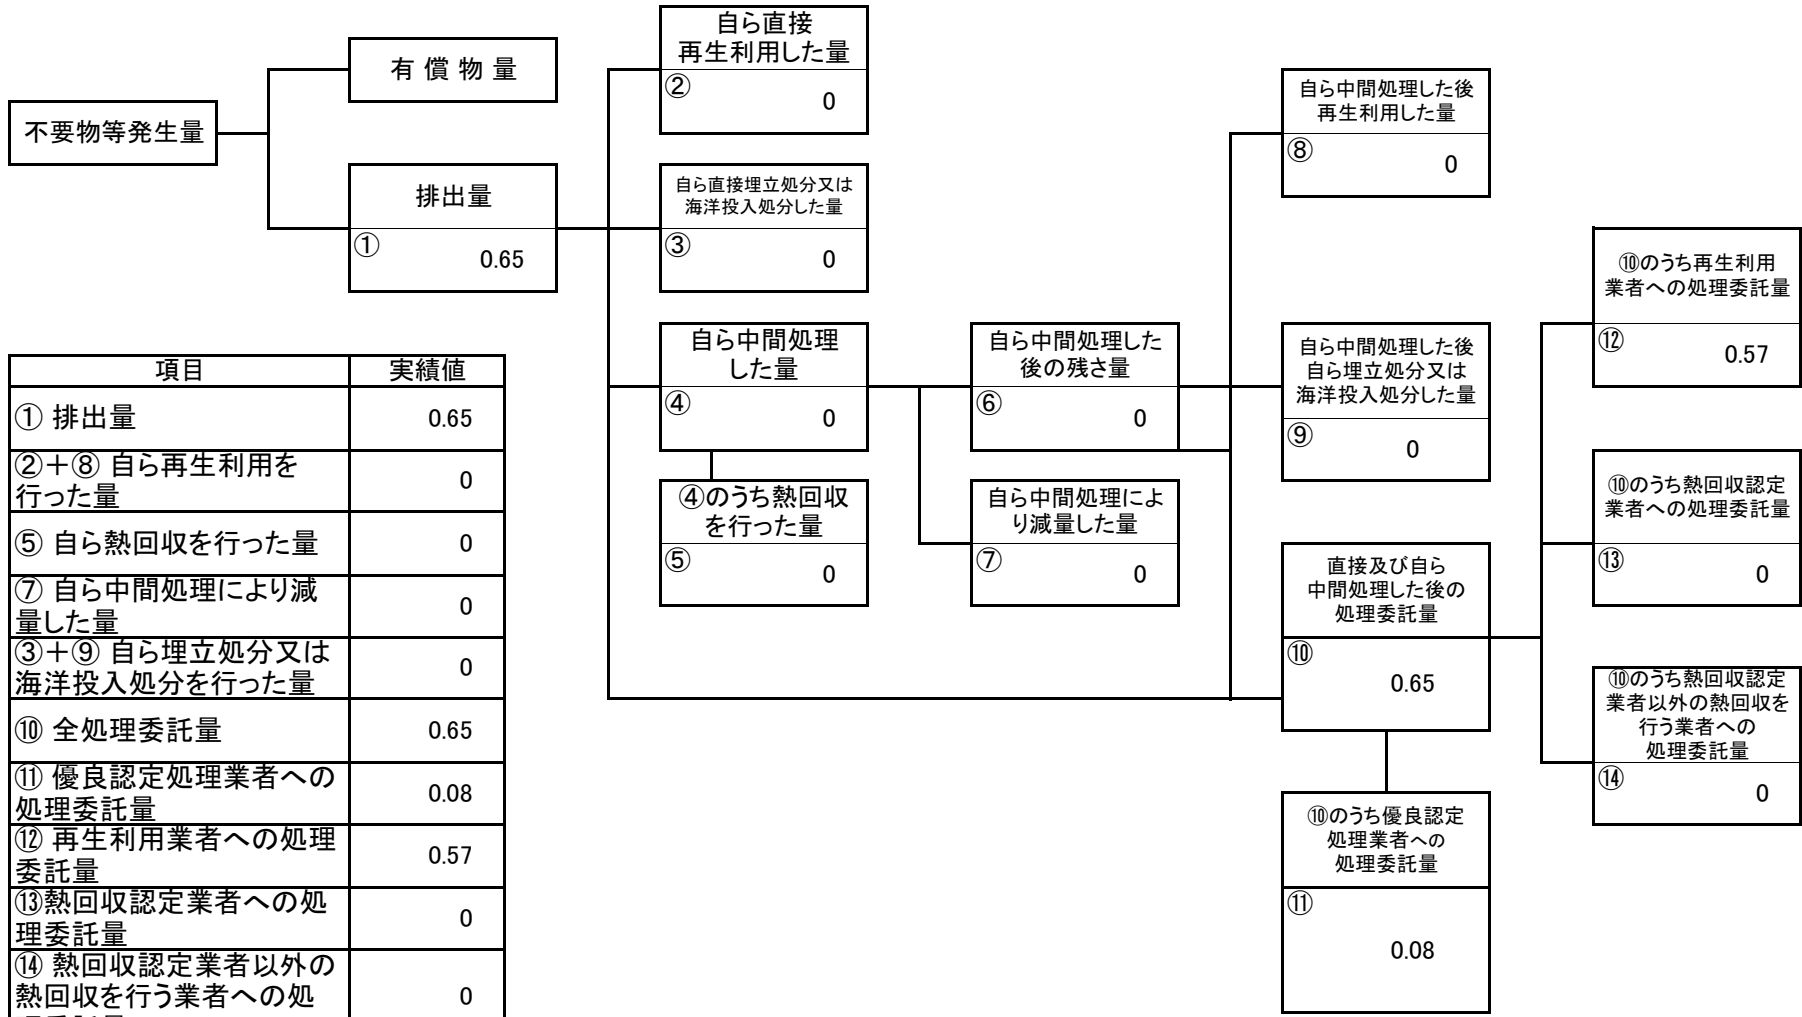 不要物等発生量
有 償 物 量
排出量
①
0.65
自ら直接
再生利用した量
②
0
自ら直接埋立処分又は
海洋投入処分した量
③
0
自ら中間処理
した量
④
0
④のうち熱回収
を行った量
⑤
0
自ら中間処理した
後の残さ量
⑥
0
自ら中間処理によ
り減量した量
⑦
0
自ら中間処理した後
再生利用した量
⑧
0
自ら中間処理した後
自ら埋立処分又は
海洋投入処分した量
⑨
0
直接及び自ら
中間処理した後の
処理委託量
⑩
0.65
⑩のうち優良認定
処理業者への
処理委託量
⑪
0.08
⑩のうち再生利用
業者への処理委託量
⑫
0.57
⑩のうち熱回収認定
業者への処理委託量
⑬
0
⑩のうち熱回収認定
業者以外の熱回収を
行う業者への
処理委託量
⑭
0
項目 実績値
① 排出量 0.65
②＋⑧ 自ら再生利用を
行った量 0
⑤ 自ら熱回収を行った量 0
⑦ 自ら中間処理により減
量した量 0
③＋⑨ 自ら埋立処分又は
海洋投入処分を行った量 0
⑩ 全処理委託量 0.65
⑪ 優良認定処理業者への
処理委託量 0.08
⑫ 再生利用業者への処理
委託量 0.57
⑬熱回収認定業者への処
理委託量 0
⑭ 熱回収認定業者以外の
熱回収を行う業者への処 0